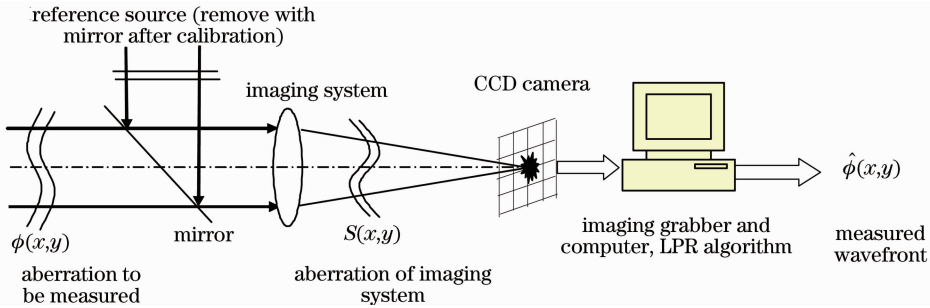 reference source (remove with
mirror after calibration)
imaging system
CCD camera
ϕ(x,y)
mirror
S(x,y)
aberration to
be measured
aberration of imaging
system
imaging grabber and
computer, LPR algorithm
ϕ̂(x,y)
measured
wavefront